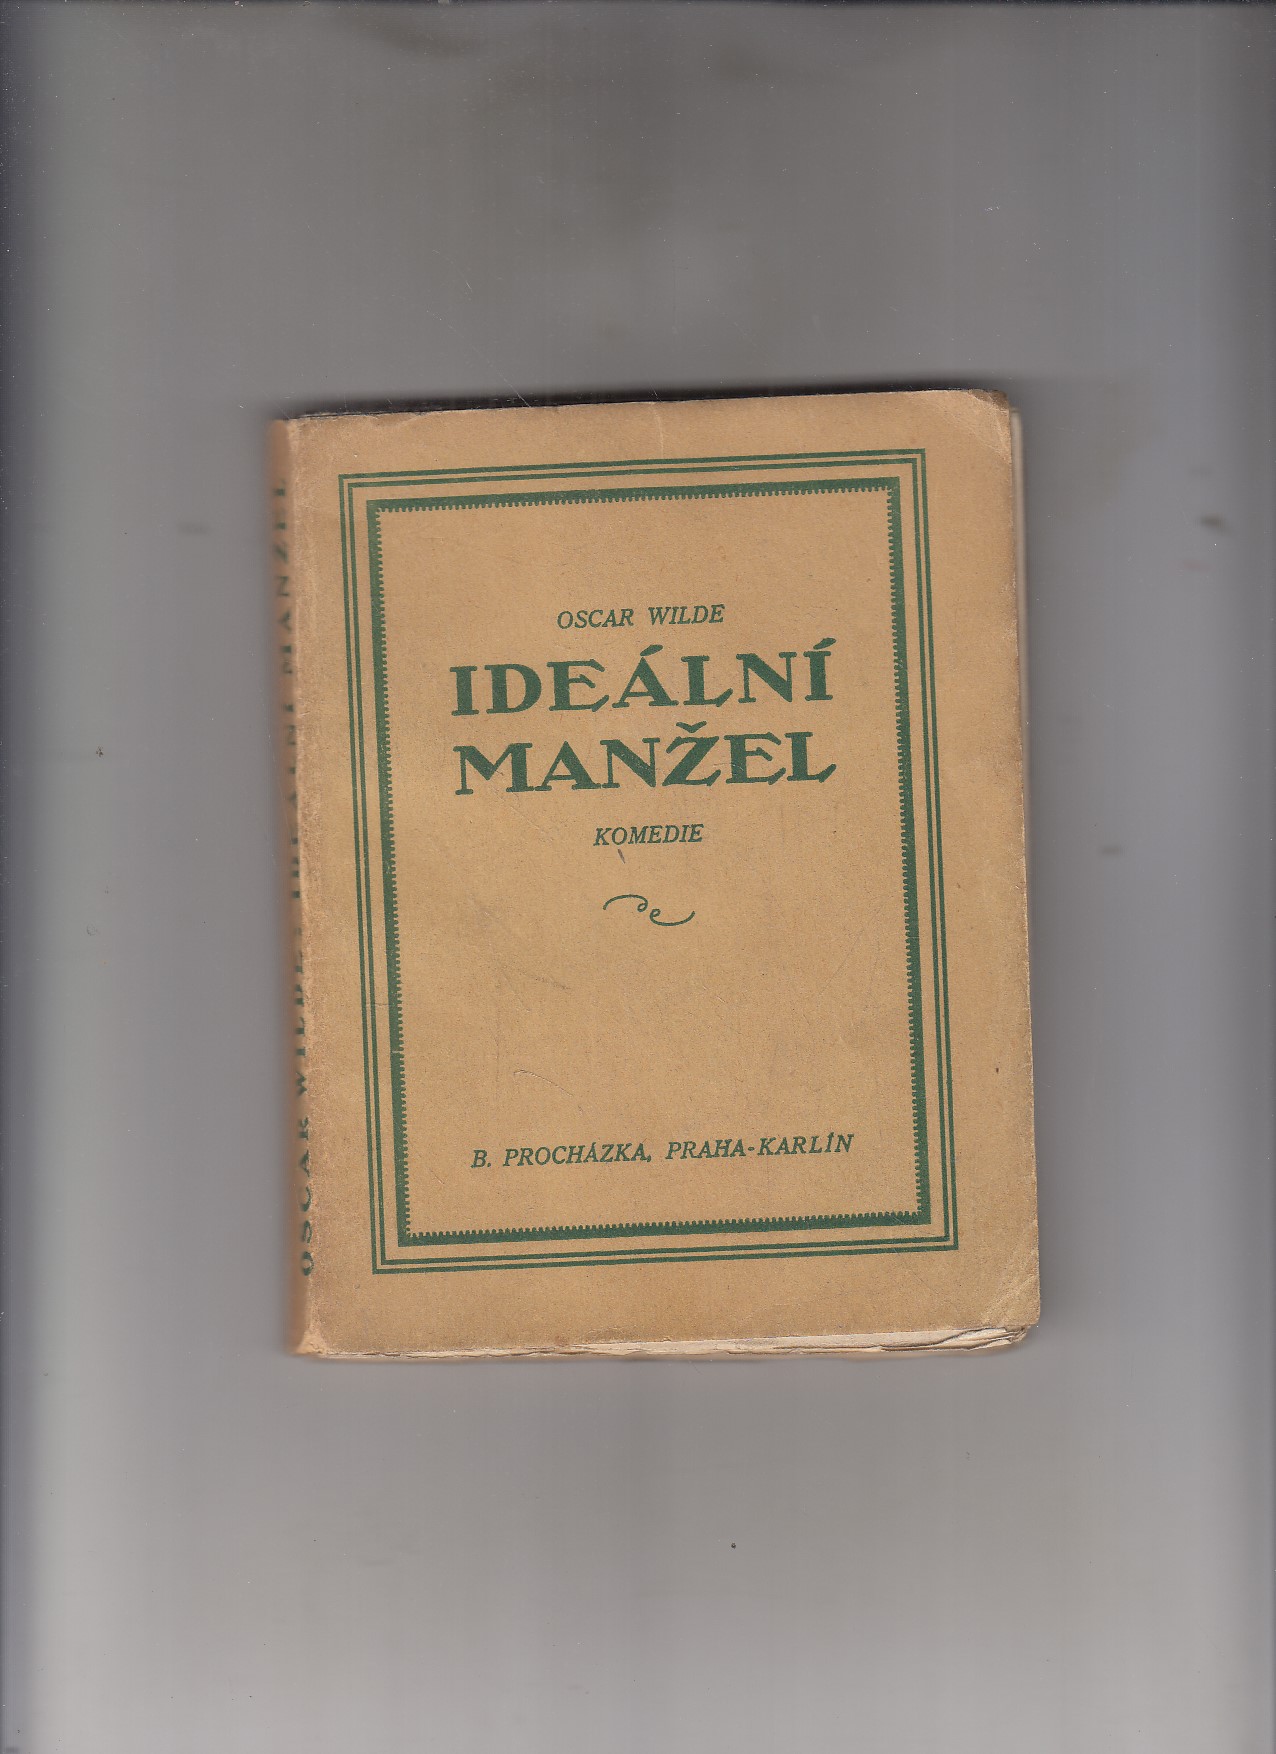 OSCAR WILDE
IDEÁLNÍ
MANŽEL
KOMEDIE
B. PROCHÁZKA, PRAHA-KARLÍN
OSCAR WILDE: IDEÁLNÍ MANŽEL